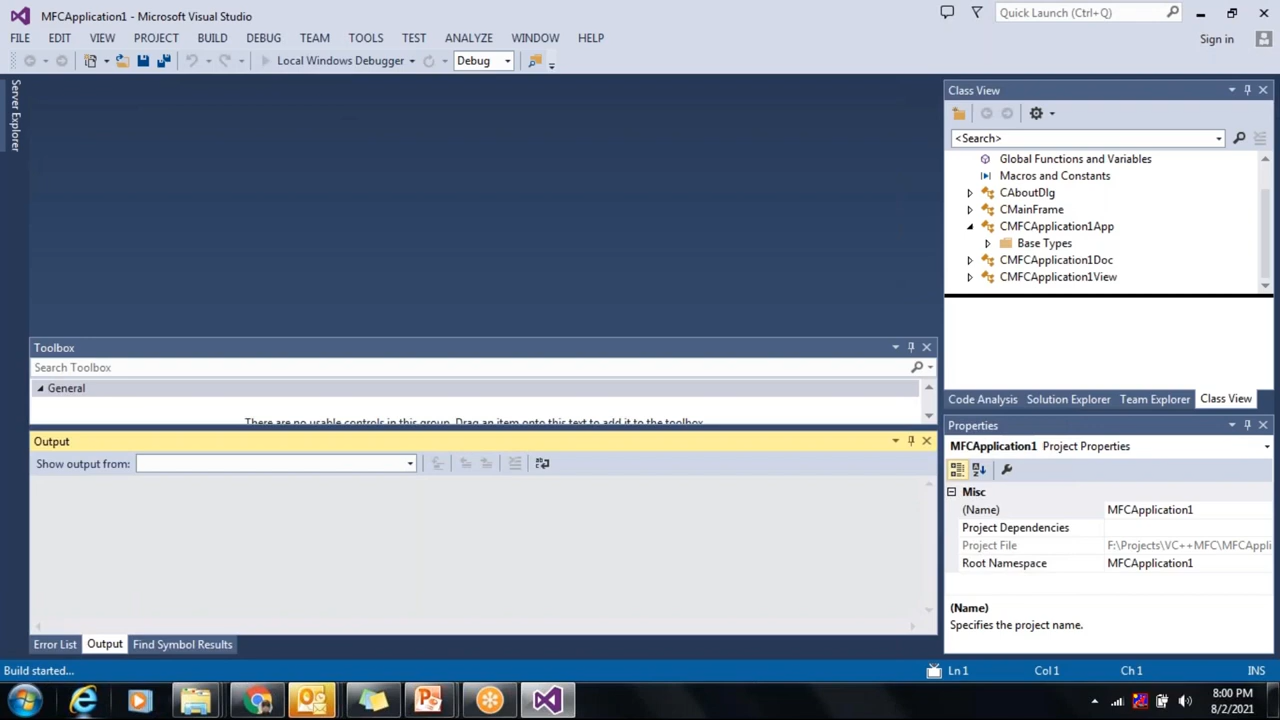 MFCApplication1 - Microsoft Visual Studio
Quick Launch (Ctrl+Q)
FILE EDIT VIEW PROJECT BUILD DEBUG TEAM TOOLS TEST ANALYZE WINDOW HELP
Sign in
Local Windows Debugger
Debug
Server Explorer
Class View
<Search>
Global Functions and Variables
Macros and Constants
CAboutDlg
CMainFrame
CMFCApplication1App
Base Types
CMFCApplication1Doc
CMFCApplication1View
Toolbox
Search Toolbox
General
There are no usable controls in this group. Drag an item onto this text to add it to the toolbox.
Code Analysis Solution Explorer Team Explorer Class View
Output
Show output from:
Properties
MFCApplication1 Project Properties
Misc
(Name) MFCApplication1
Project Dependencies
Project File F:\Projects\VC++MFC\MFCAppli
Root Namespace MFCApplication1
(Name)
Specifies the project name.
Error List Output Find Symbol Results
Build started...
Ln 1 Col 1 Ch 1 INS
8:00 PM
8/2/2021